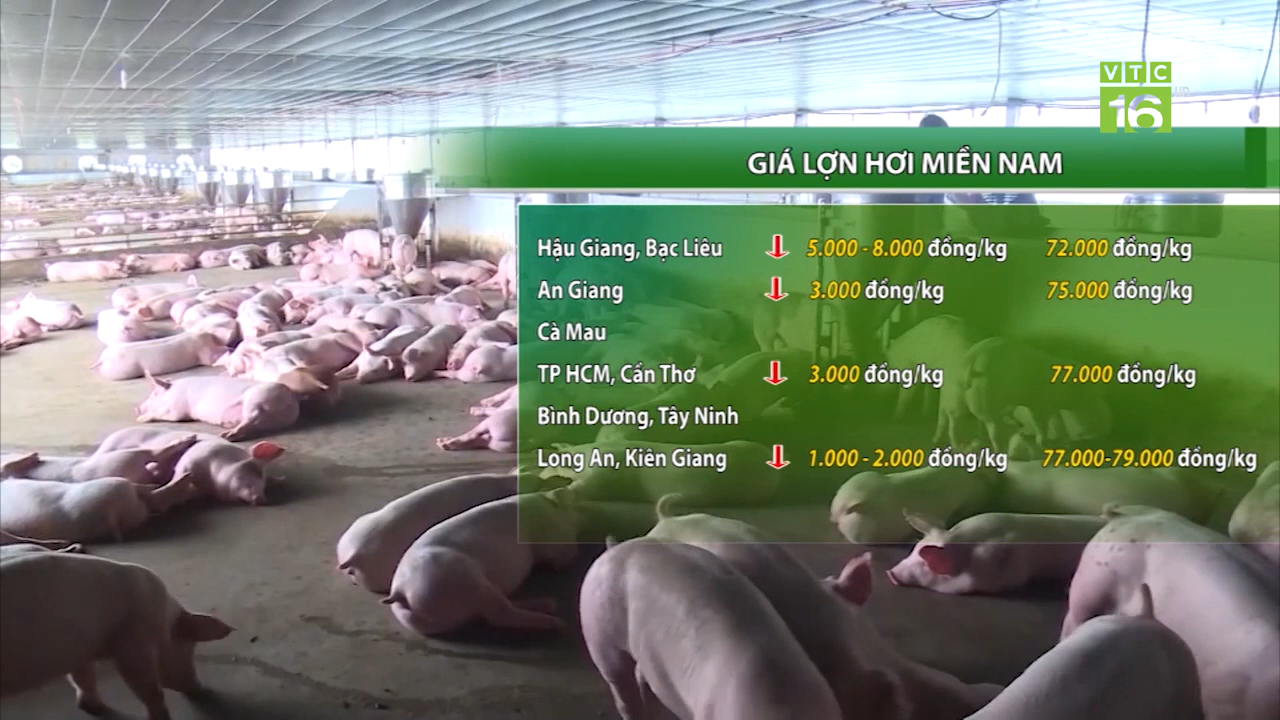 VTC
16
GIÁ LỢN HƠI MIỀN NAM
Hậu Giang, Bạc Liêu 5.000 - 8.000 đồng/kg 72.000 đồng/kg
An Giang 3.000 đồng/kg 75.000 đồng/kg
Cà Mau
TP HCM, Cần Thơ 3.000 đồng/kg 77.000 đồng/kg
Bình Dương, Tây Ninh
Long An, Kiên Giang 1.000 - 2.000 đồng/kg 77.000-79.000 đồng/kg